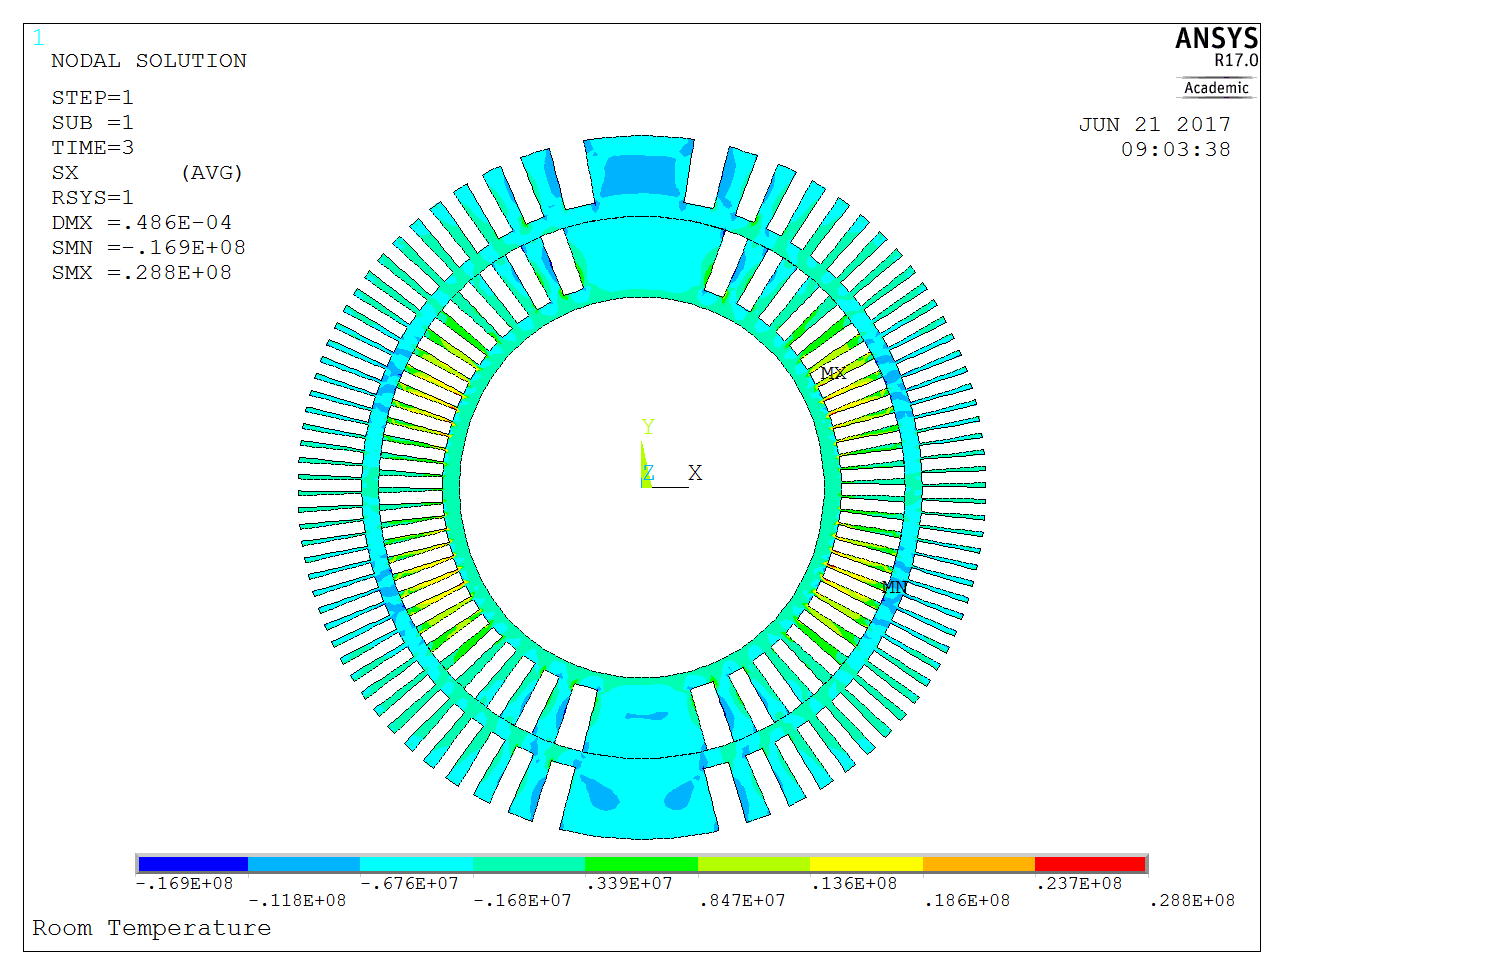 1
NODAL SOLUTION
STEP=1
SUB =1
TIME=3
SX (AVG)
RSYS=1
DMX =.486E-04
SMN =-.169E+08
SMX =.288E+08
ANSYS
R17.0
Academic
JUN 21 2017
09:03:38
MX
Y
Z X
MN
-.169E+08 -.676E+07 .339E+07 .136E+08 .237E+08
-.118E+08 -.168E+07 .847E+07 .186E+08 .288E+08
Room Temperature